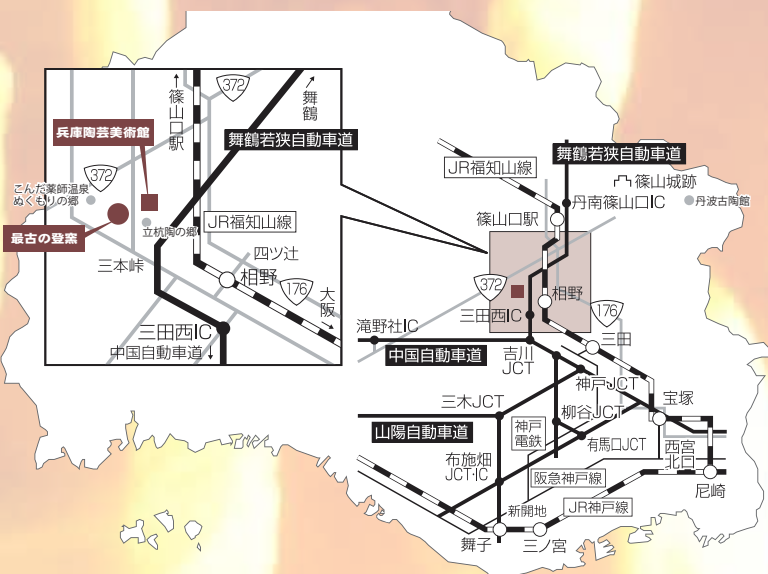 372
↑篠山口駅
舞鶴
兵庫陶芸美術館
舞鶴若狭自動車道
372
こんだ薬師温泉
ぬくもりの郷
最古の登窯
立杭陶の郷
JR福知山線
三本峠
四ツ辻
相野
176
大阪
三田西IC
中国自動車道↓
JR福知山線
舞鶴若狭自動車道
篠山城跡
丹南篠山口IC
丹波古陶館
篠山口駅
372
相野
三田西IC
176
滝野社IC
中国自動車道
吉川
JCT
三田
神戸JCT
三木JCT
柳谷JCT
宝塚
山陽自動車道
神戸
電鉄
有馬口JCT
西宮
北口
布施畑
JCT・IC
阪急神戸線
尼崎
新開地
JR神戸線
舞子
三ノ宮